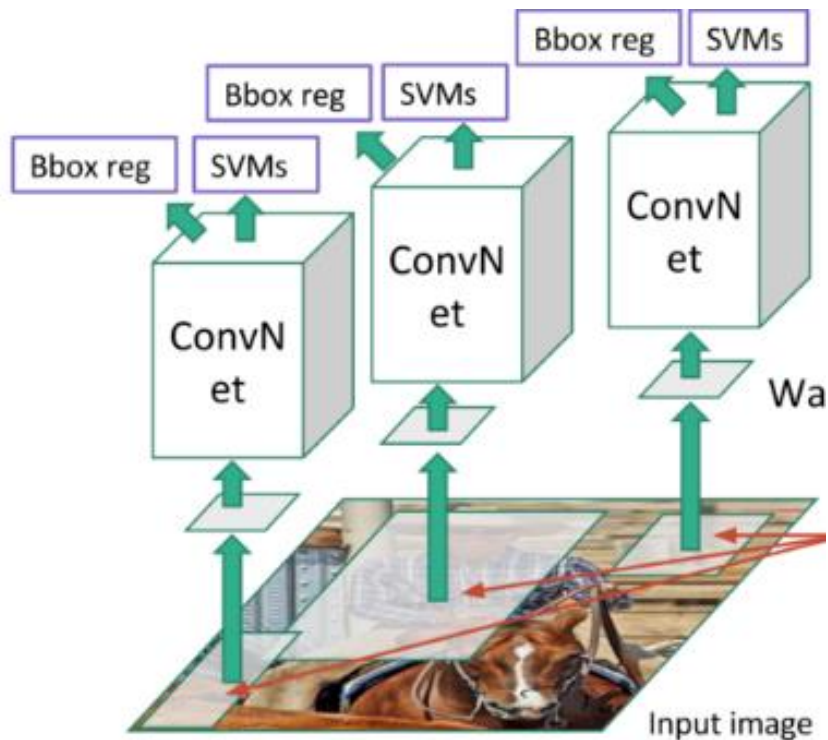 Bbox reg
SVMs
Bbox reg
SVMs
Bbox reg
SVMs
ConvN
et
ConvN
et
ConvN
et
Wa
Input image